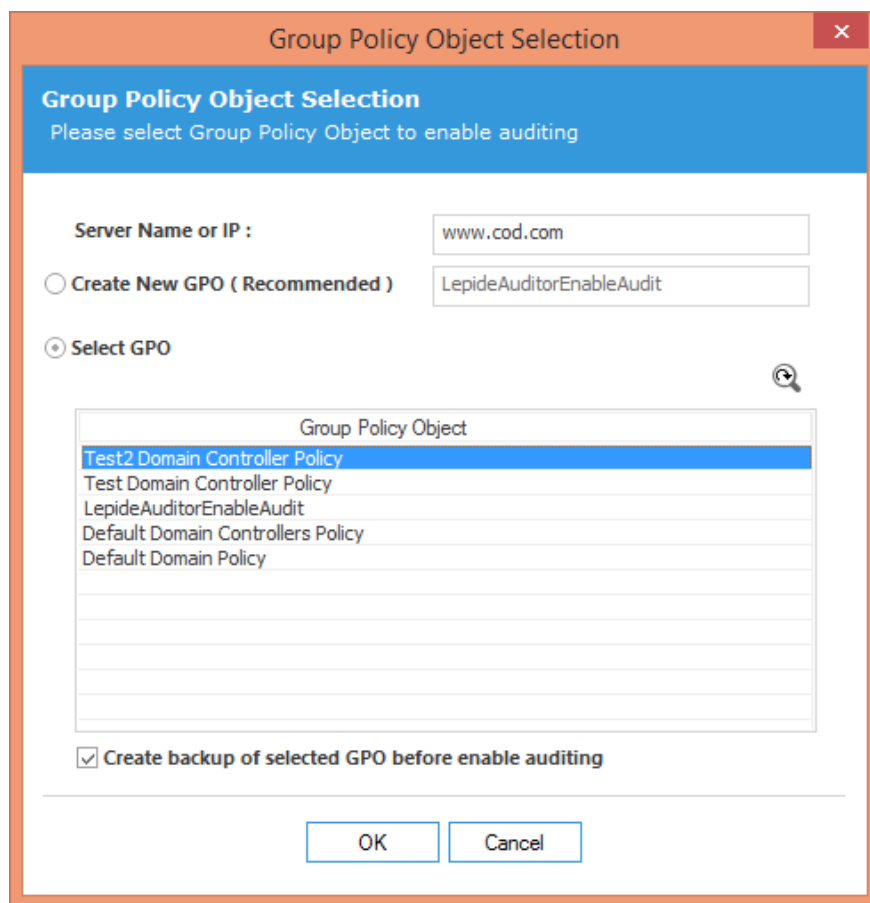 Group Policy Object Selection
Group Policy Object Selection
Please select Group Policy Object to enable auditing
Server Name or IP : www.cod.com
Create New GPO ( Recommended ) LepideAuditorEnableAudit
Select GPO
Group Policy Object
Test2 Domain Controller Policy
Test Domain Controller Policy
LepideAuditorEnableAudit
Default Domain Controllers Policy
Default Domain Policy
Create backup of selected GPO before enable auditing
OK Cancel